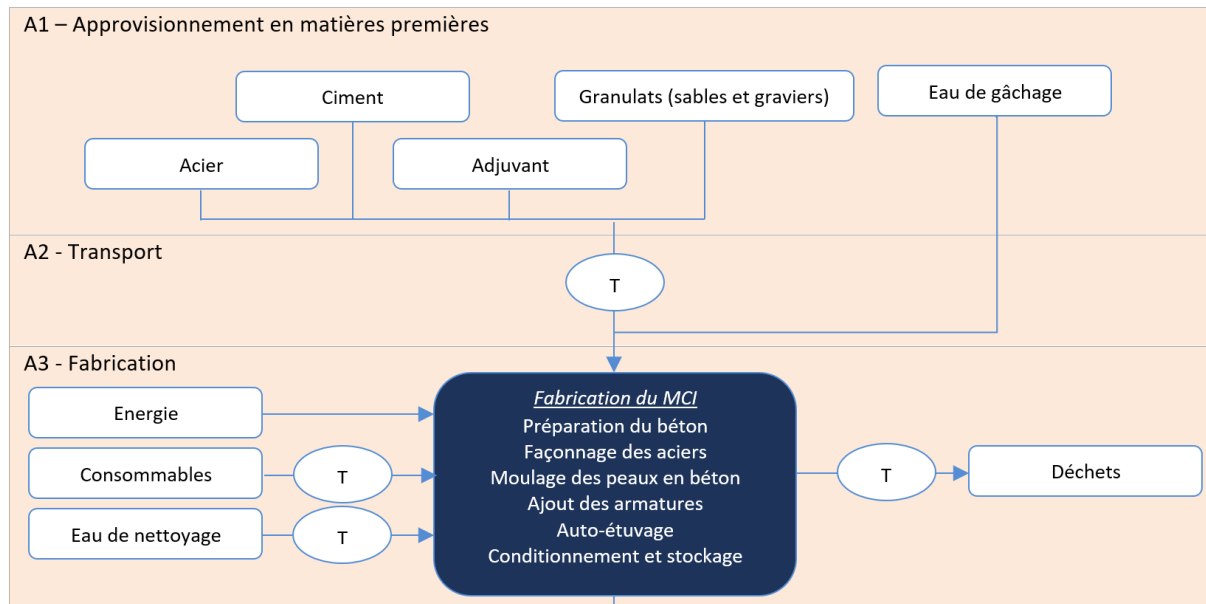 A1 – Approvisionnement en matières premières
Ciment
Granulats (sables et graviers)
Eau de gâchage
Acier
Adjuvant
A2 - Transport
T
A3 - Fabrication
Energie
Consommables
T
Eau de nettoyage
T
Fabrication du MCI
Préparation du béton
Façonnage des aciers
Moulage des peaux en béton
Ajout des armatures
Auto-étuvage
Conditionnement et stockage
T
Déchets